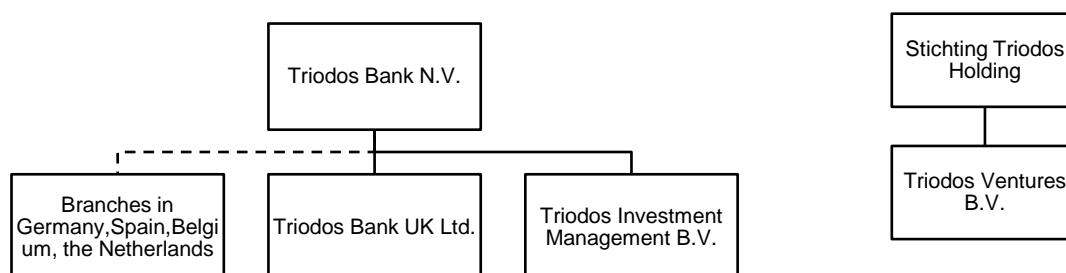 Triodos Bank N.V.
Stichting Triodos
Holding
Branches in
Germany,Spain,Belgi
um, the Netherlands
Triodos Bank UK Ltd.
Triodos Investment
Management B.V.
Triodos Ventures
B.V.